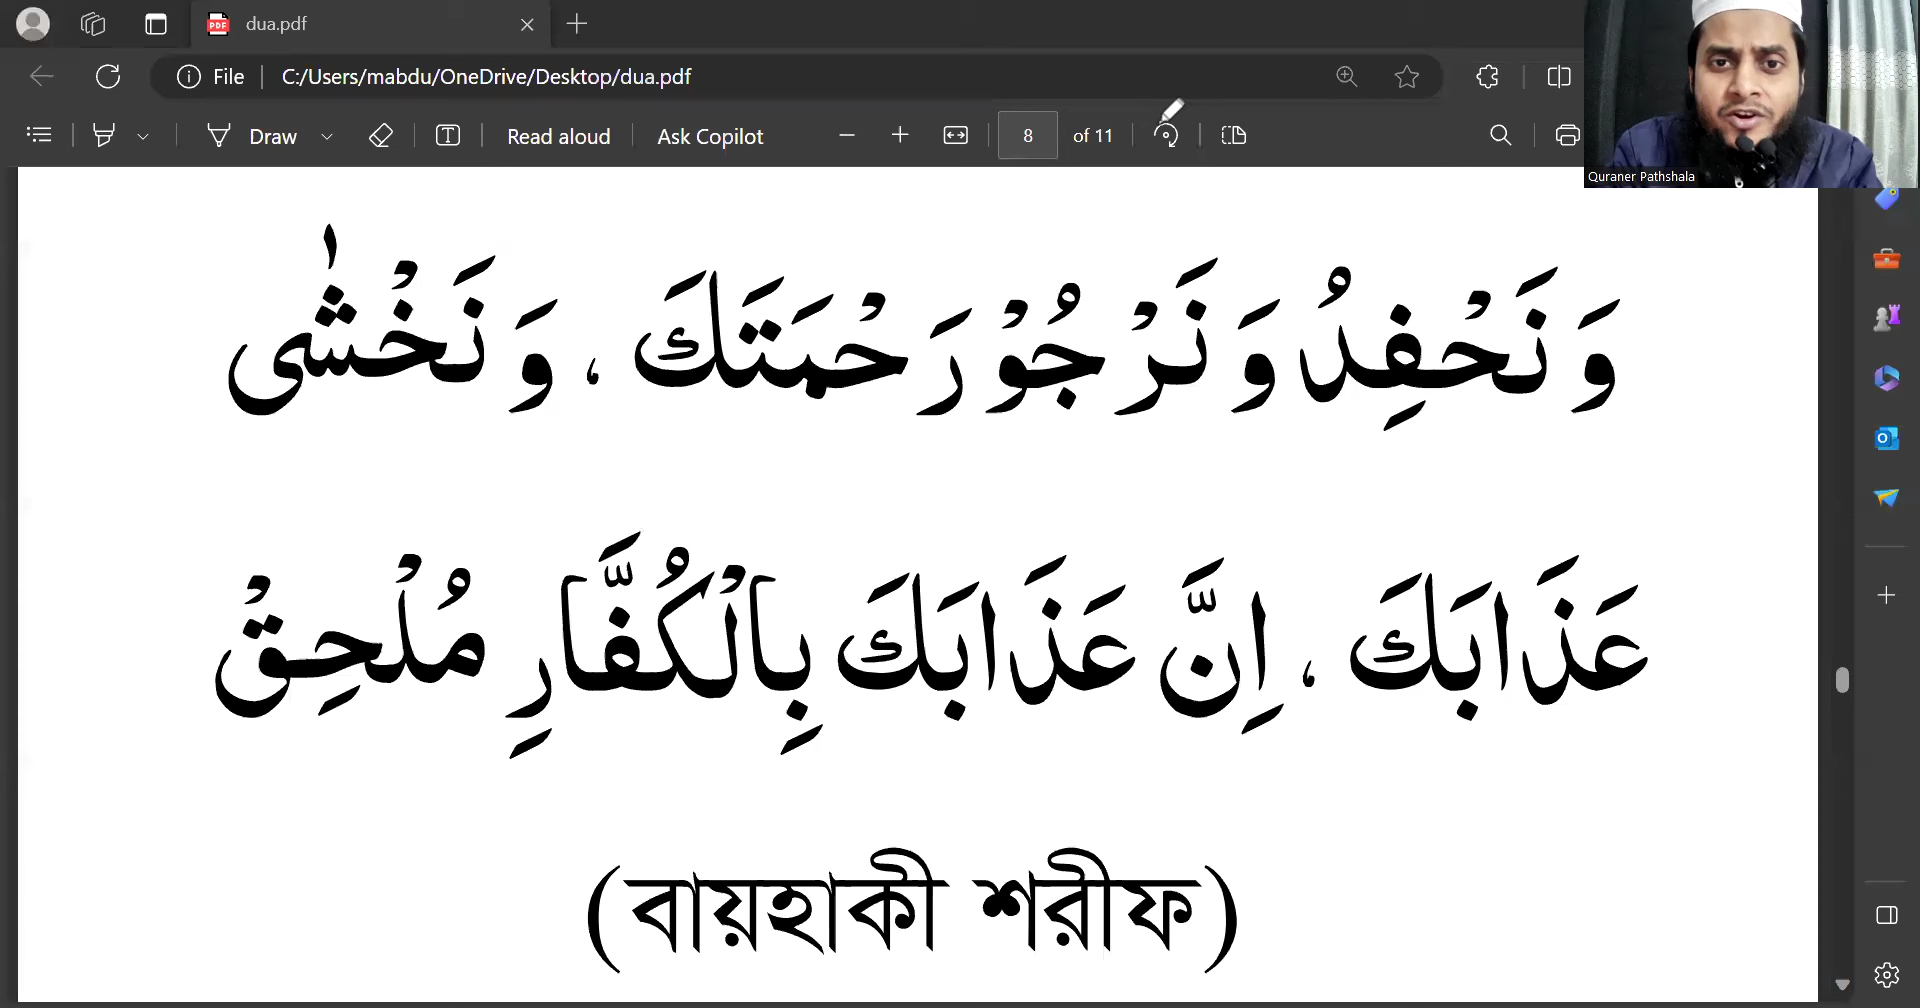 dua.pdf
File
C:/Users/mabdu/OneDrive/Desktop/dua.pdf
Draw
Read aloud
Ask Copilot
8
of 11
Quraner Pathshala
وَ نَحْفِدُ وَ نَرْجُوْ رَحْمَتَكَ ، وَ نَخْشٰى
عَذَابَكَ ، اِنَّ عَذَابَكَ بِالْكُفَّارِ مُلْحِقْ
(বায়হাকী শরীফ)